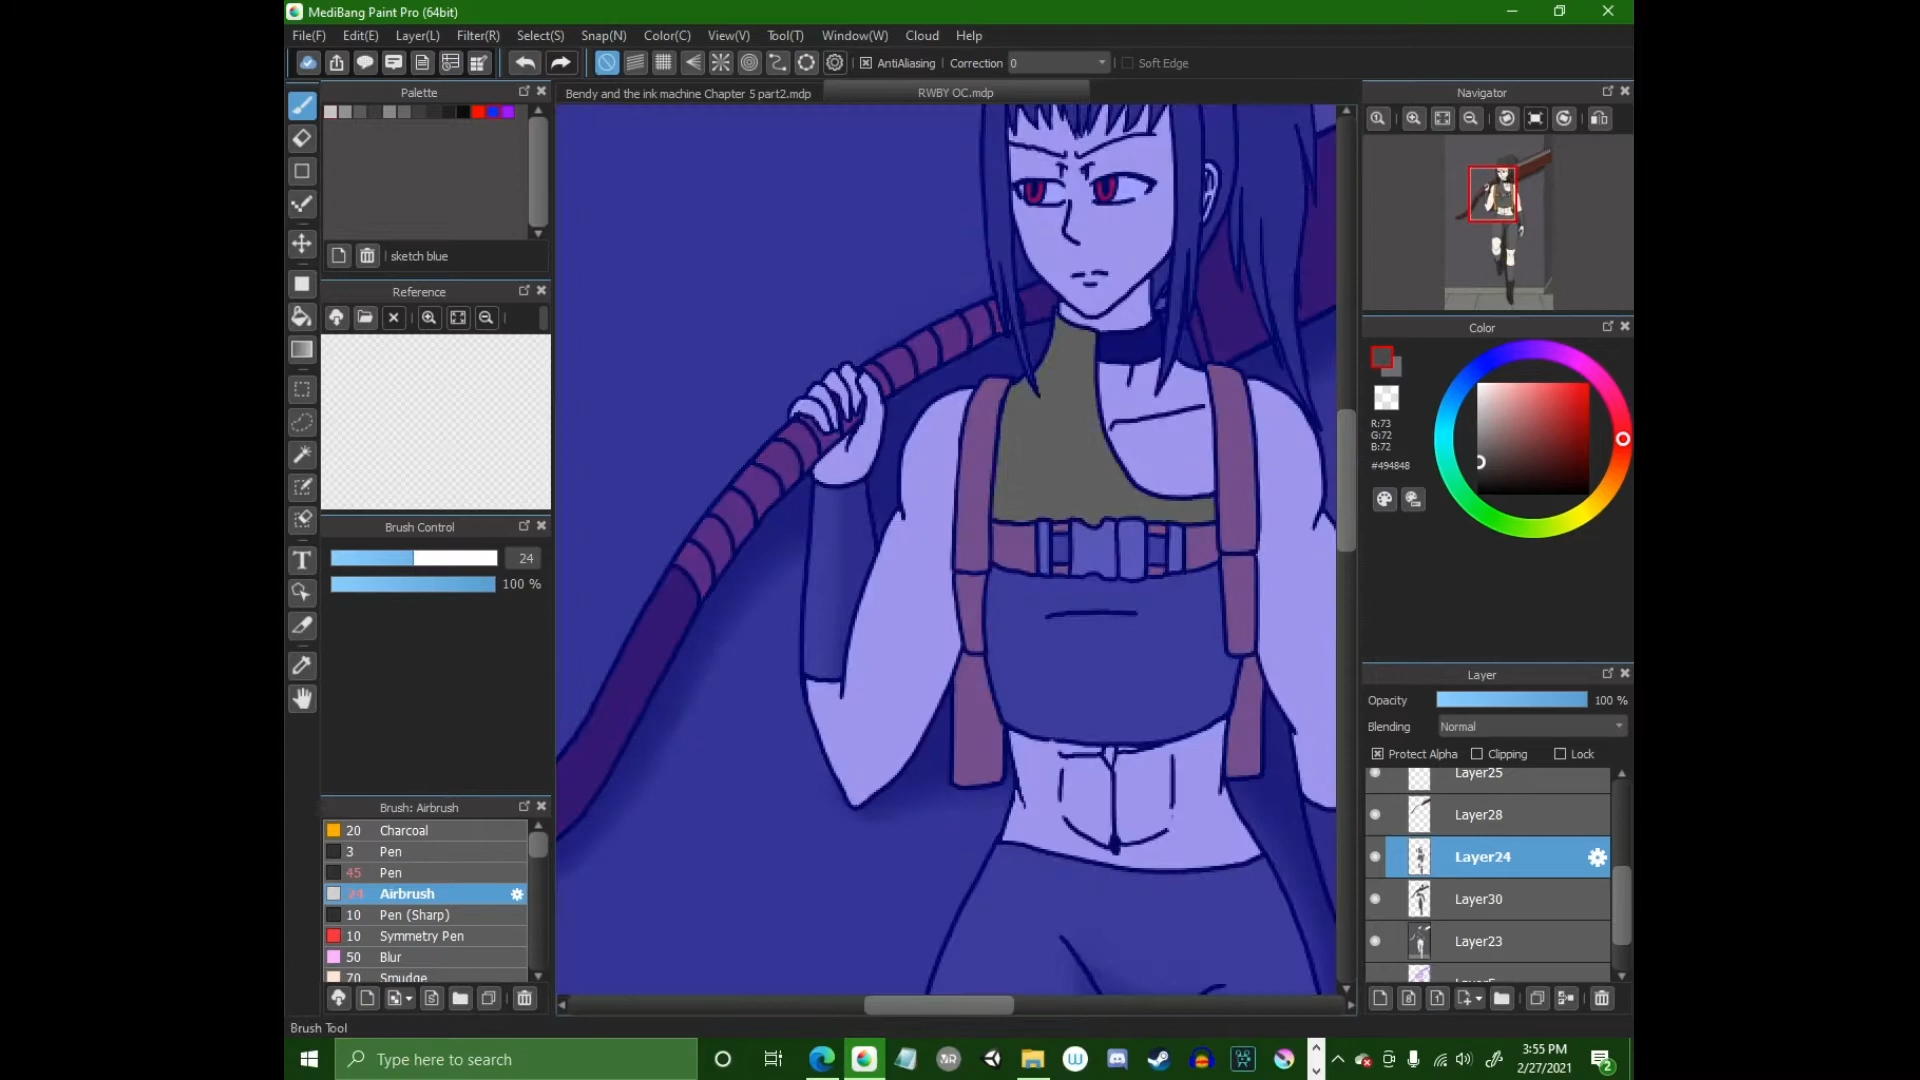 MediBang Paint Pro (64bit)
File(F) Edit(E) Layer(L) Filter(R) Select(S) Snap(N) Color(C) View(V) Tool(T) Window(W) Cloud Help
AntiAliasing Correction 0 Soft Edge
Palette
Bendy and the ink machine Chapter 5 part2.mdp
RWBY OC.mdp
Navigator
sketch blue
Reference
Color
R:73
G:72
B:72
#494848
Brush Control
24
100 %
Layer
Opacity 100 %
Blending Normal
Protect Alpha Clipping Lock
Layer25
Layer28
Layer24
Layer30
Layer23
Brush: Airbrush
20 Charcoal
3 Pen
45 Pen
24 Airbrush
10 Pen (Sharp)
10 Symmetry Pen
50 Blur
70 Smudge
Brush Tool
Type here to search
3:55 PM
2/27/2021
2